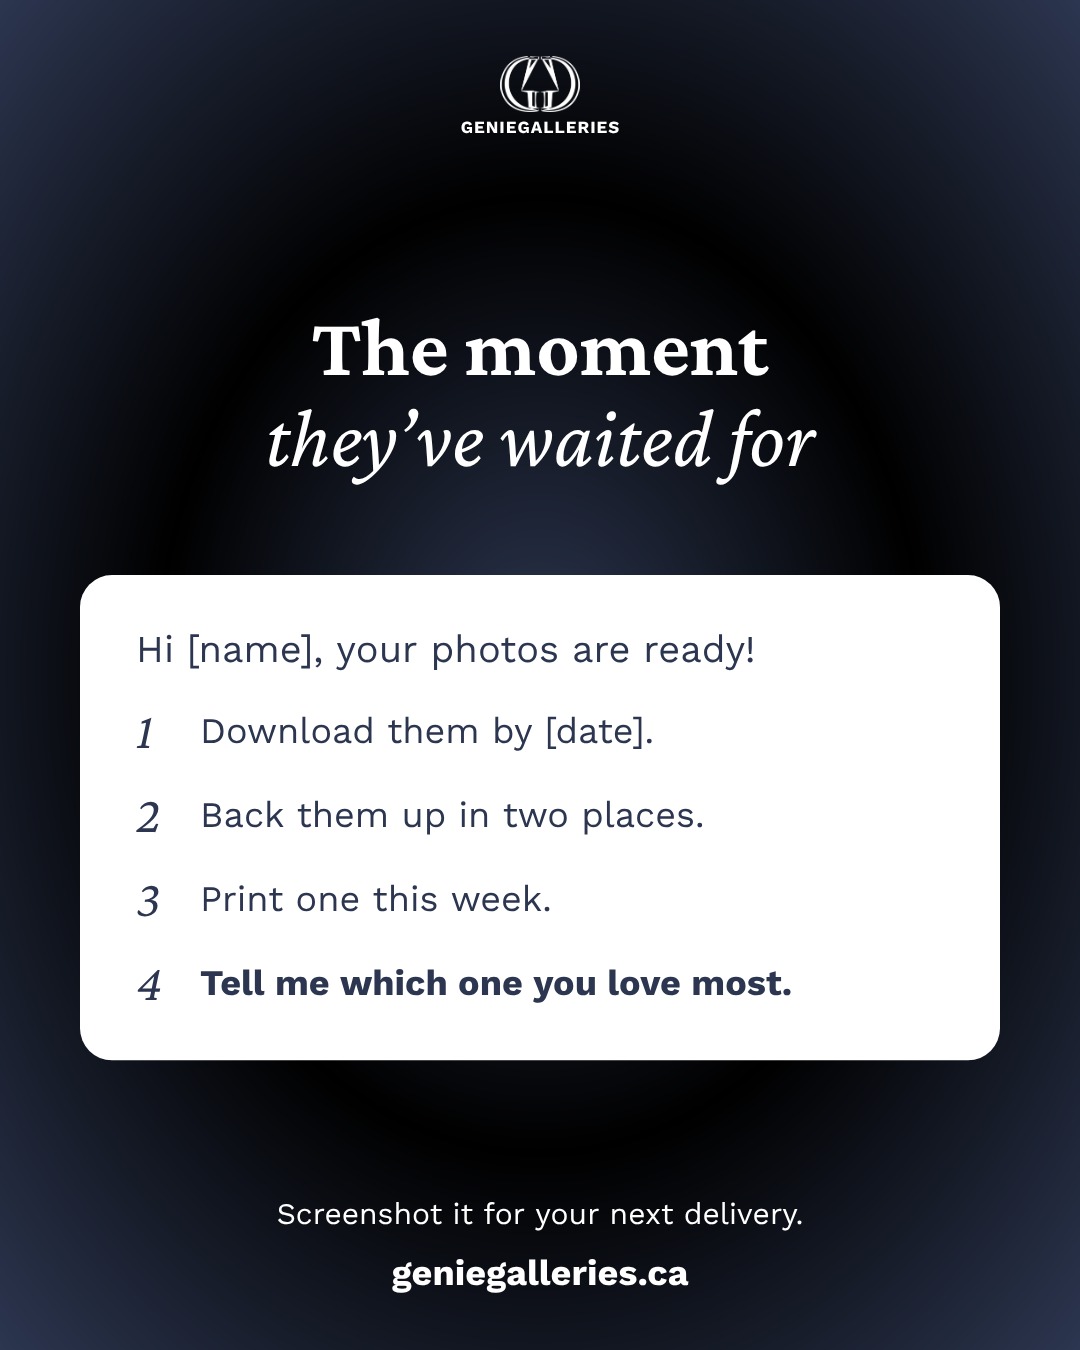 GENIEGALLERIES
The moment
they’ve waited for
Hi [name], your photos are ready!
1 Download them by [date].
2 Back them up in two places.
3 Print one this week.
4 Tell me which one you love most.
Screenshot it for your next delivery.
geniegalleries.ca